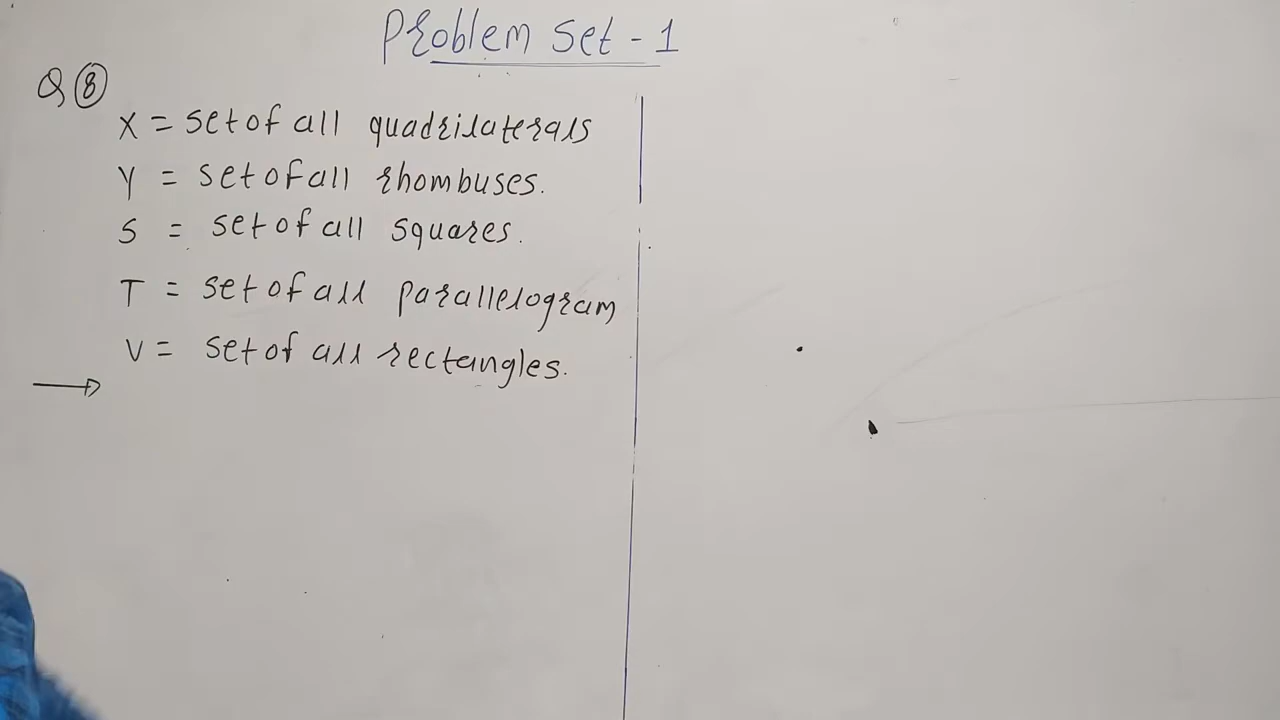 Problem Set - 1
Q 8
X = set of all quadrilaterals
Y = set of all rhombuses.
S = set of all squares.
T = set of all parallelogram
V = set of all rectangles.
→